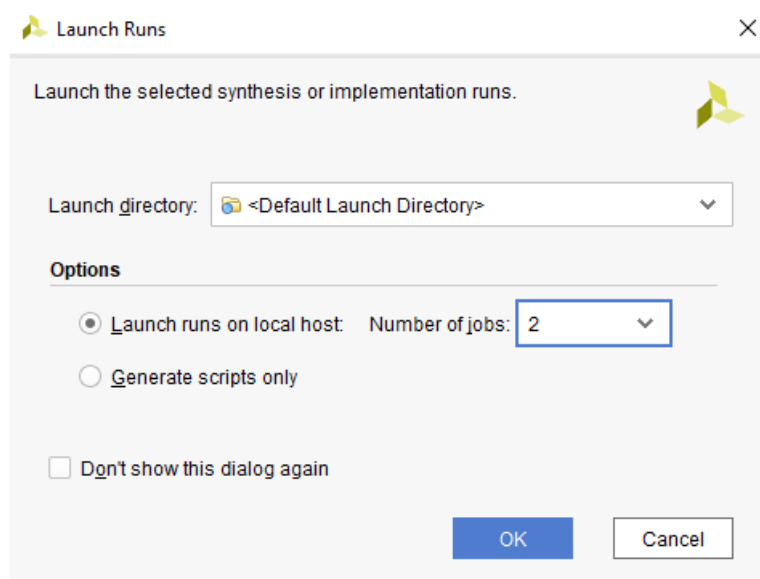 Launch Runs
Launch the selected synthesis or implementation runs.
Launch directory: <Default Launch Directory>
Options
Launch runs on local host: Number of jobs: 2
Generate scripts only
Don't show this dialog again
OK Cancel